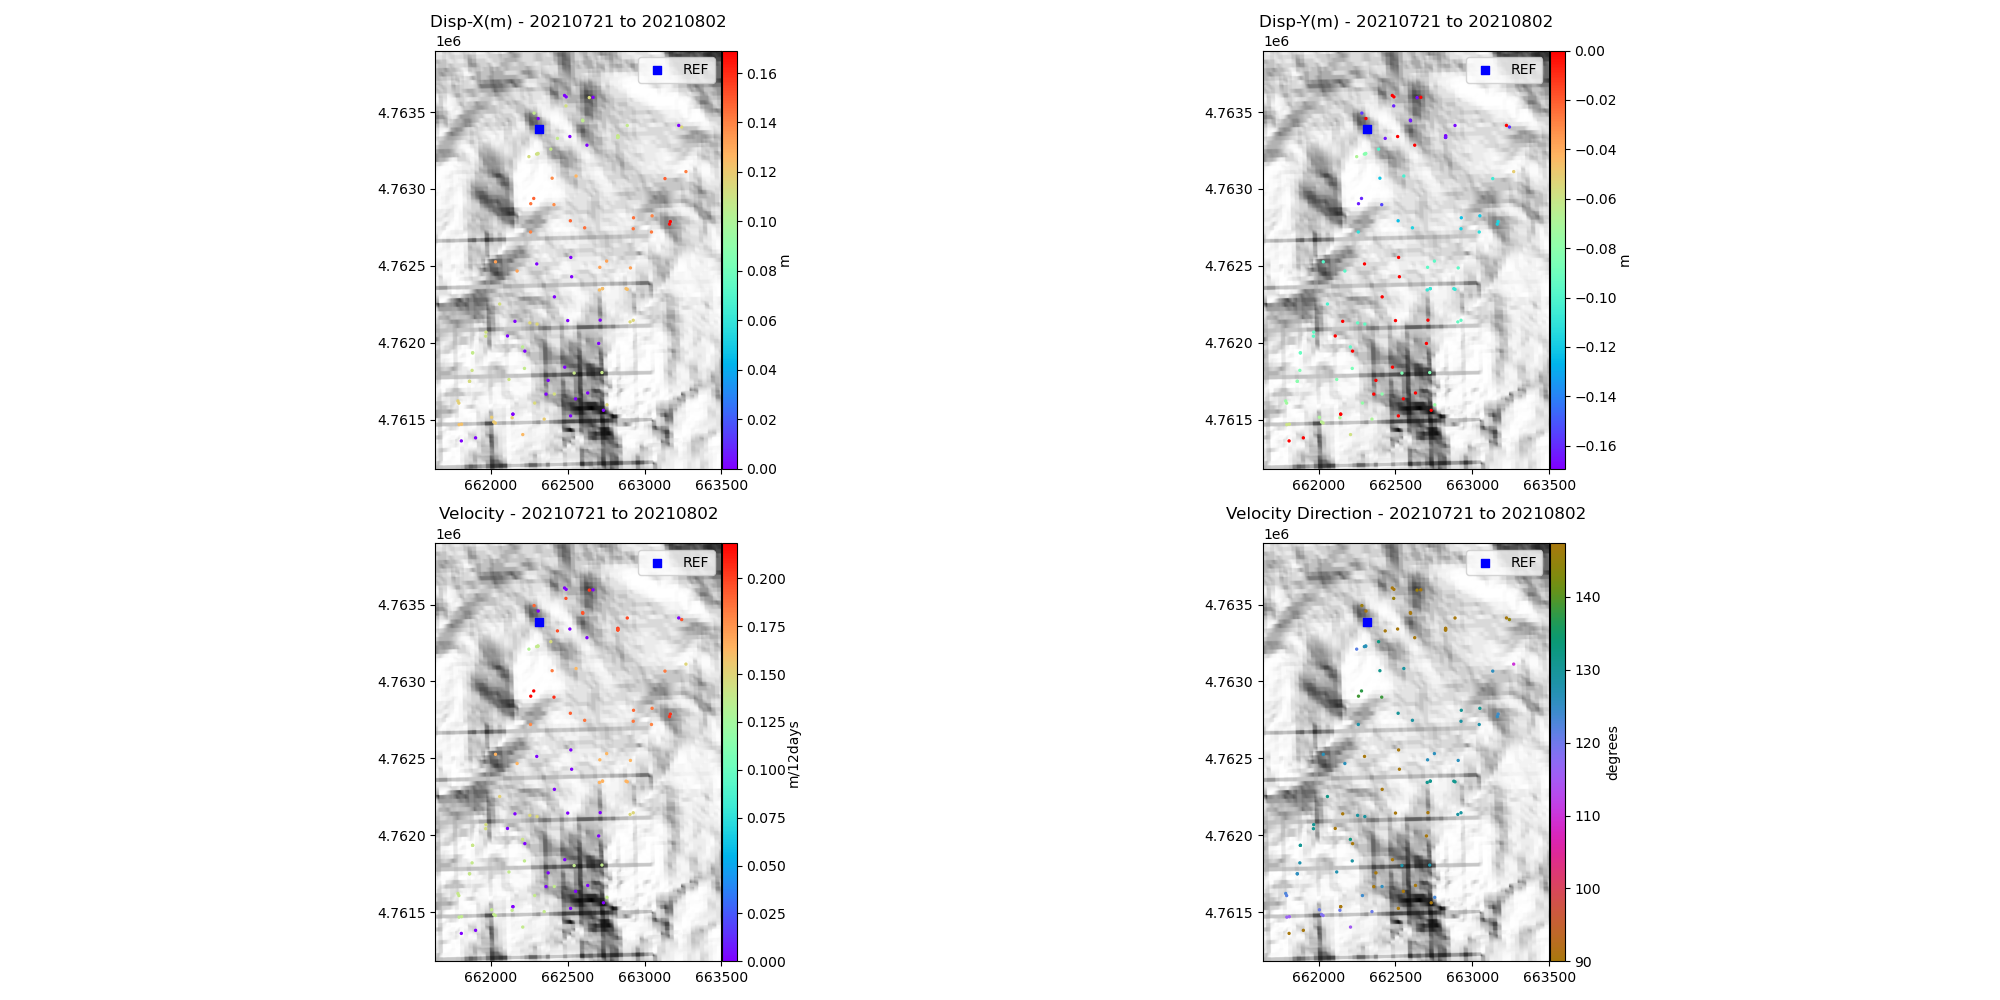 Disp-X(m) - 20210721 to 20210802
1e6
REF
4.7635
4.7630
4.7625
4.7620
4.7615
662000 662500 663000 663500
0.16
0.14
0.12
0.10
0.08
0.06
0.04
0.02
0.00
m
Disp-Y(m) - 20210721 to 20210802
1e6
REF
4.7635
4.7630
4.7625
4.7620
4.7615
662000 662500 663000 663500
0.00
−0.02
−0.04
−0.06
−0.08
−0.10
−0.12
−0.14
−0.16
m
Velocity - 20210721 to 20210802
1e6
REF
4.7635
4.7630
4.7625
4.7620
4.7615
662000 662500 663000 663500
0.200
0.175
0.150
0.125
0.100
0.075
0.050
0.025
0.000
m/12days
Velocity Direction - 20210721 to 20210802
1e6
REF
4.7635
4.7630
4.7625
4.7620
4.7615
662000 662500 663000 663500
140
130
120
110
100
90
degrees